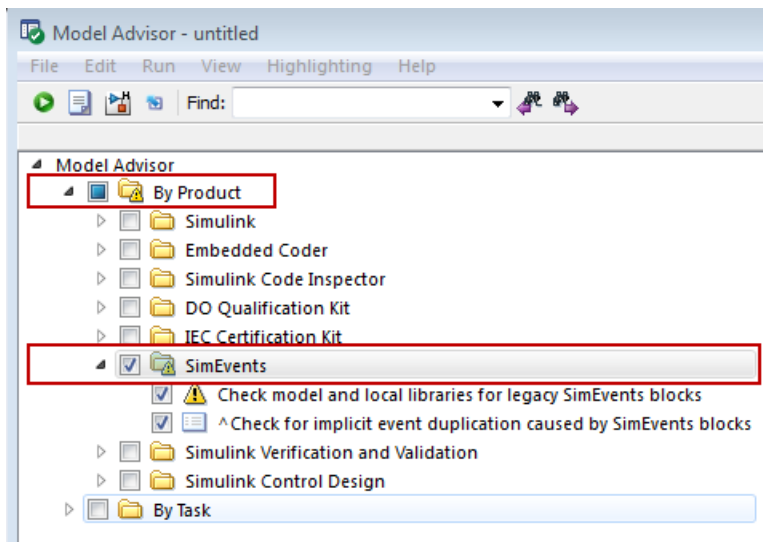 Model Advisor - untitled
File Edit Run View Highlighting Help
Find:
Model Advisor
By Product
Simulink
Embedded Coder
Simulink Code Inspector
DO Qualification Kit
IEC Certification Kit
SimEvents
Check model and local libraries for legacy SimEvents blocks
^Check for implicit event duplication caused by SimEvents blocks
Simulink Verification and Validation
Simulink Control Design
By Task